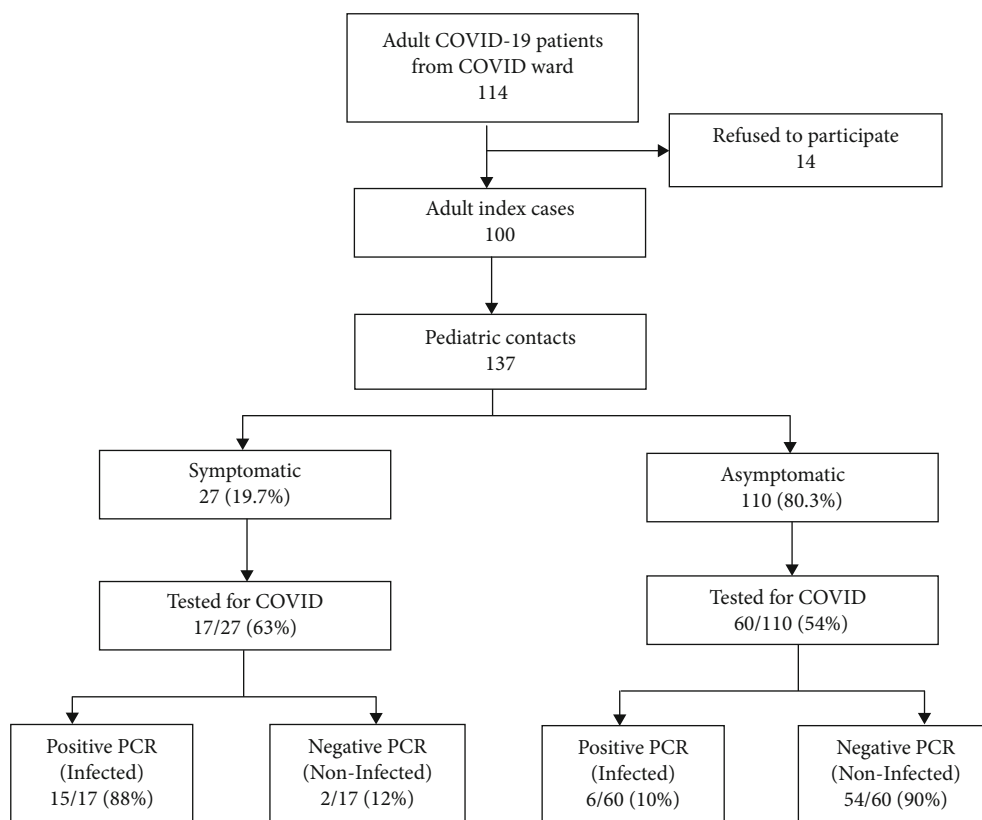 Adult COVID-19 patients
from COVID ward
114
Refused to participate
14
Adult index cases
100
Pediatric contacts
137
Symptomatic
27 (19.7%)
Asymptomatic
110 (80.3%)
Tested for COVID
17/27 (63%)
Tested for COVID
60/110 (54%)
Positive PCR
(Infected)
15/17 (88%)
Negative PCR
(Non-Infected)
2/17 (12%)
Positive PCR
(Infected)
6/60 (10%)
Negative PCR
(Non-Infected)
54/60 (90%)